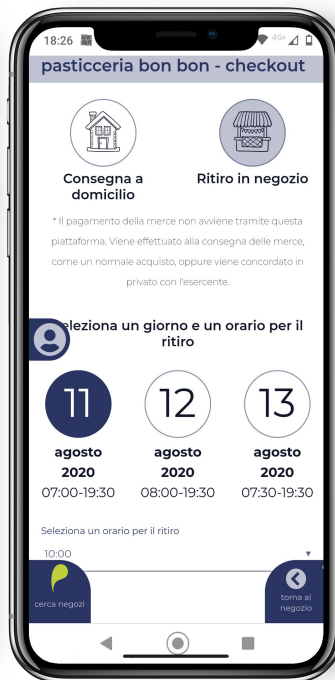 18:26
4G+
pasticceria bon bon - checkout
Consegna a
domicilio
Ritiro in negozio
* Il pagamento della merce non avviene tramite questa
piattaforma. Viene effettuato alla consegna delle merce,
come un normale acquisto, oppure viene concordato in
privato con l'esercente.
eleziona un giorno e un orario per il
ritiro
11
12
13
agosto
agosto
agosto
2020
2020
2020
07:00-19:30
08:00-19:30
07:30-19:30
Seleziona un orario per il ritiro
10:00
cerca negozi
torna al
negozio